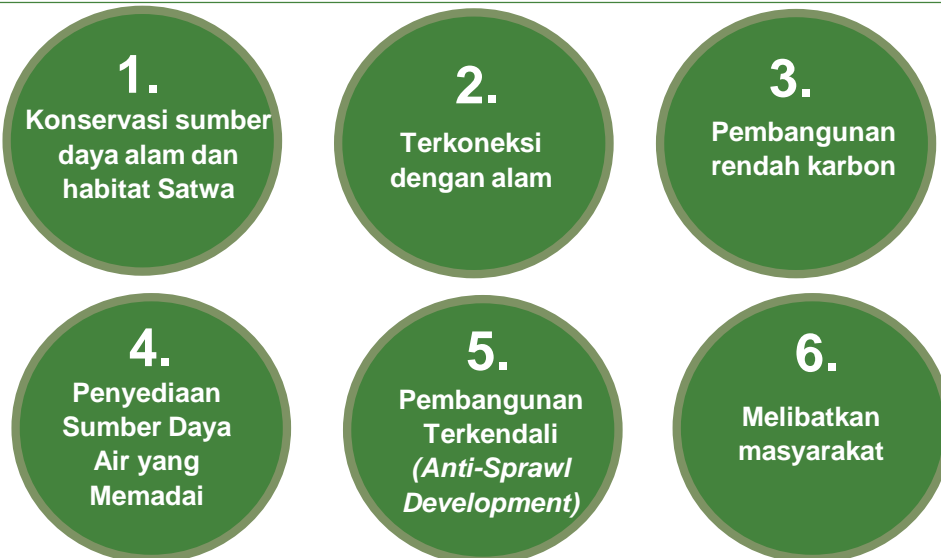 1.
Konservasi sumber
daya alam dan
habitat Satwa
2.
Terkoneksi
dengan alam
3.
Pembangunan
rendah karbon
4.
Penyediaan
Sumber Daya
Air yang
Memadai
5.
Pembangunan
Terkendali
(Anti-Sprawl
Development)
6.
Melibatkan
masyarakat